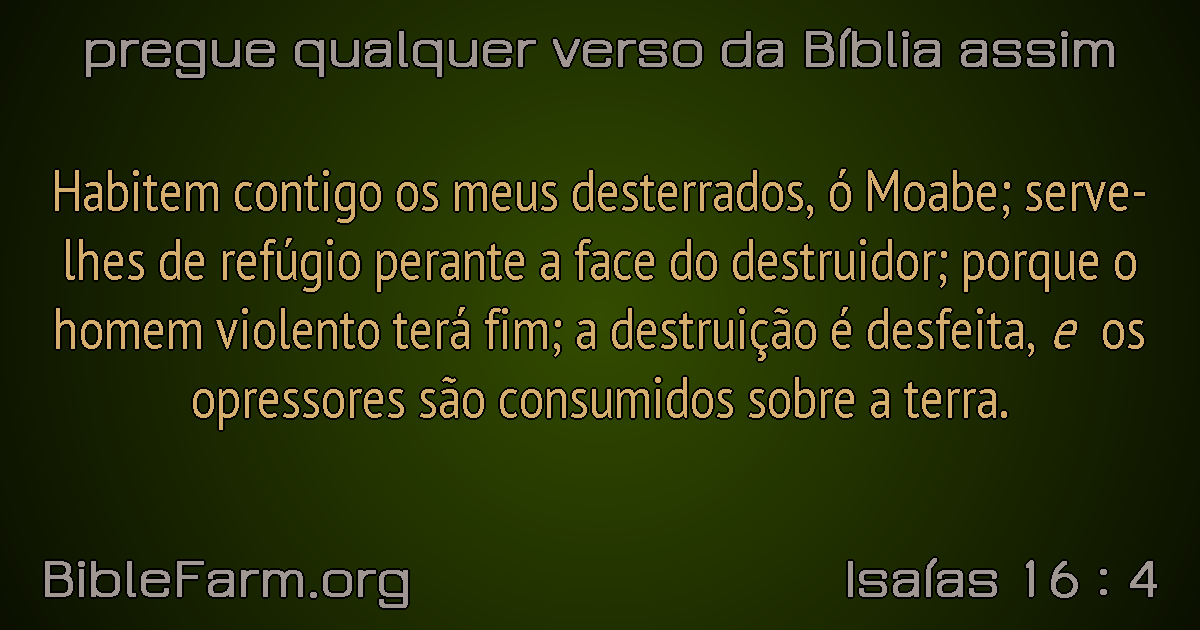 pregue qualquer verso da Bíblia assim
Habitem contigo os meus desterrados, ó Moabe; serve-
lhes de refúgio perante a face do destruidor; porque o
homem violento terá fim; a destruição é desfeita, e os
opressores são consumidos sobre a terra.
BibleFarm.org
Isaías 16 : 4